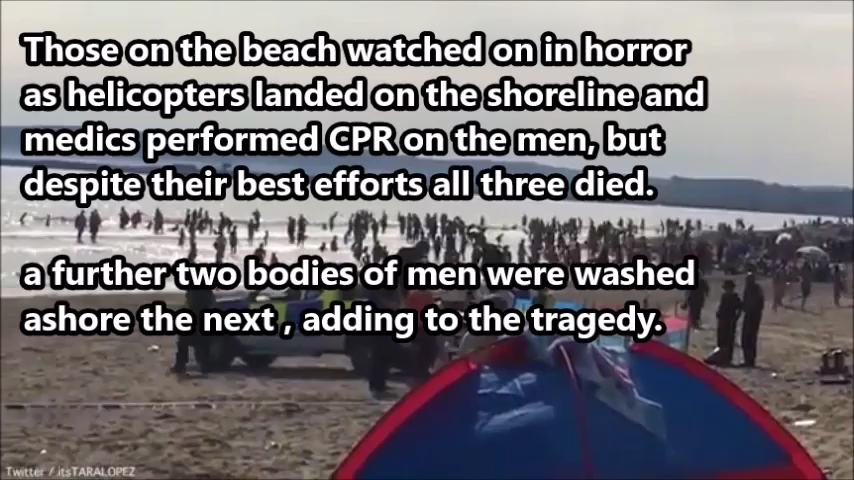 Those on the beach watched on in horror
as helicopters landed on the shoreline and
medics performed CPR on the men, but
despite their best efforts all three died.
a further two bodies of men were washed
ashore the next , adding to the tragedy.
Twitter / itsTARALOPEZ